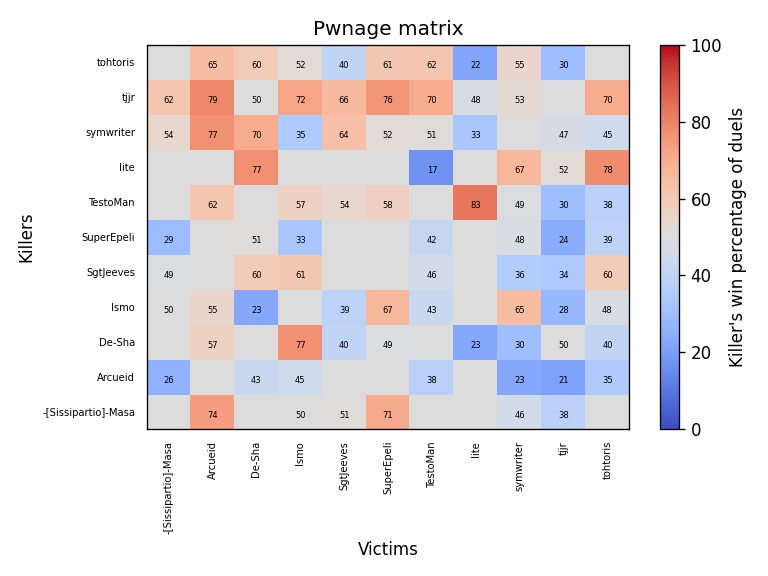 Pwnage matrix
tohtoris 65 60 52 40 61 62 22 55 30
tjjr 62 79 50 72 66 76 70 48 53 70
symwriter 54 77 70 35 64 52 51 33 47 45
lite 77 17 67 52 78
TestoMan 62 57 54 58 83 49 30 38
SuperEpeli 29 51 33 42 48 24 39
SgtJeeves 49 60 61 46 36 34 60
Ismo 50 55 23 39 67 43 65 28 48
De-Sha 57 77 40 49 23 30 50 40
Arcueid 26 43 45 38 23 21 35
-[Sissipartio]-Masa 74 50 51 71 46 38
-[Sissipartio]-Masa
Arcueid
De-Sha
Ismo
SgtJeeves
SuperEpeli
TestoMan
lite
symwriter
tjjr
tohtoris
Victims
Killers
100
80
60
40
20
0
Killer's win percentage of duels